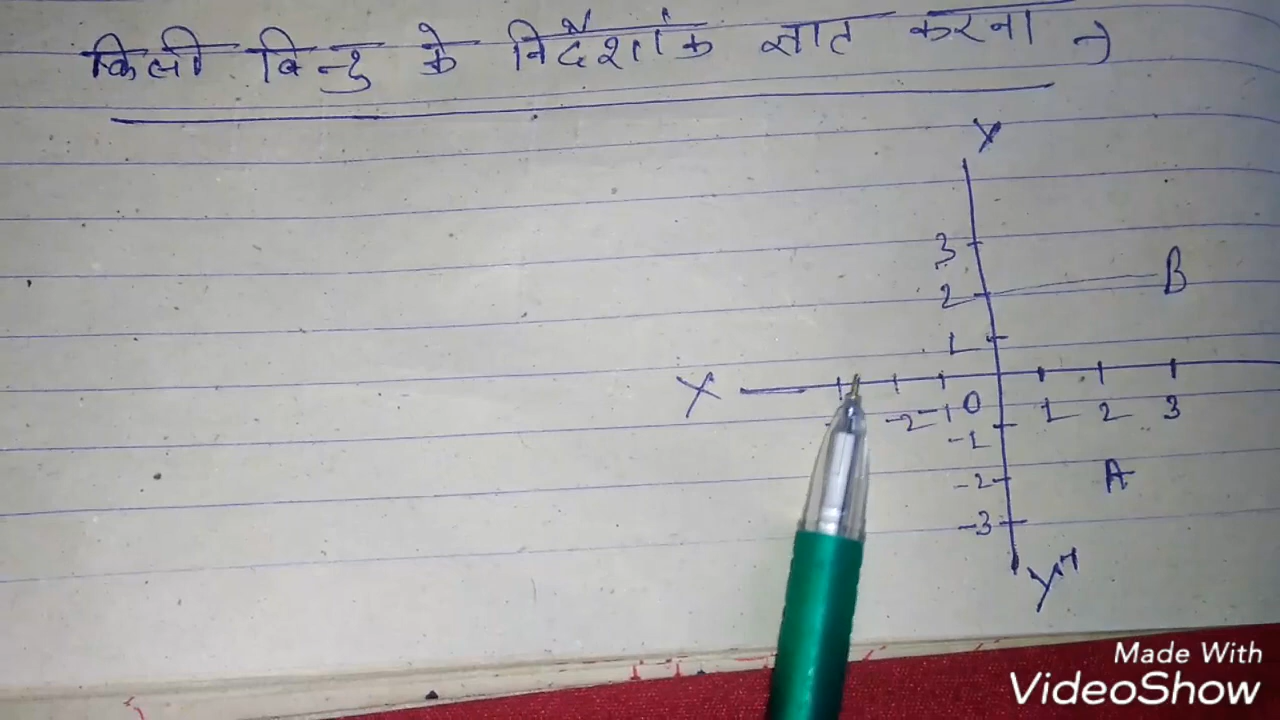 किसी बिन्दु के निर्देशांक ज्ञात करना →
Y
3
2
B
1
X
-2 -1 0 1 2 3
-1
-2
A
-3
Y'
Made With
VideoShow